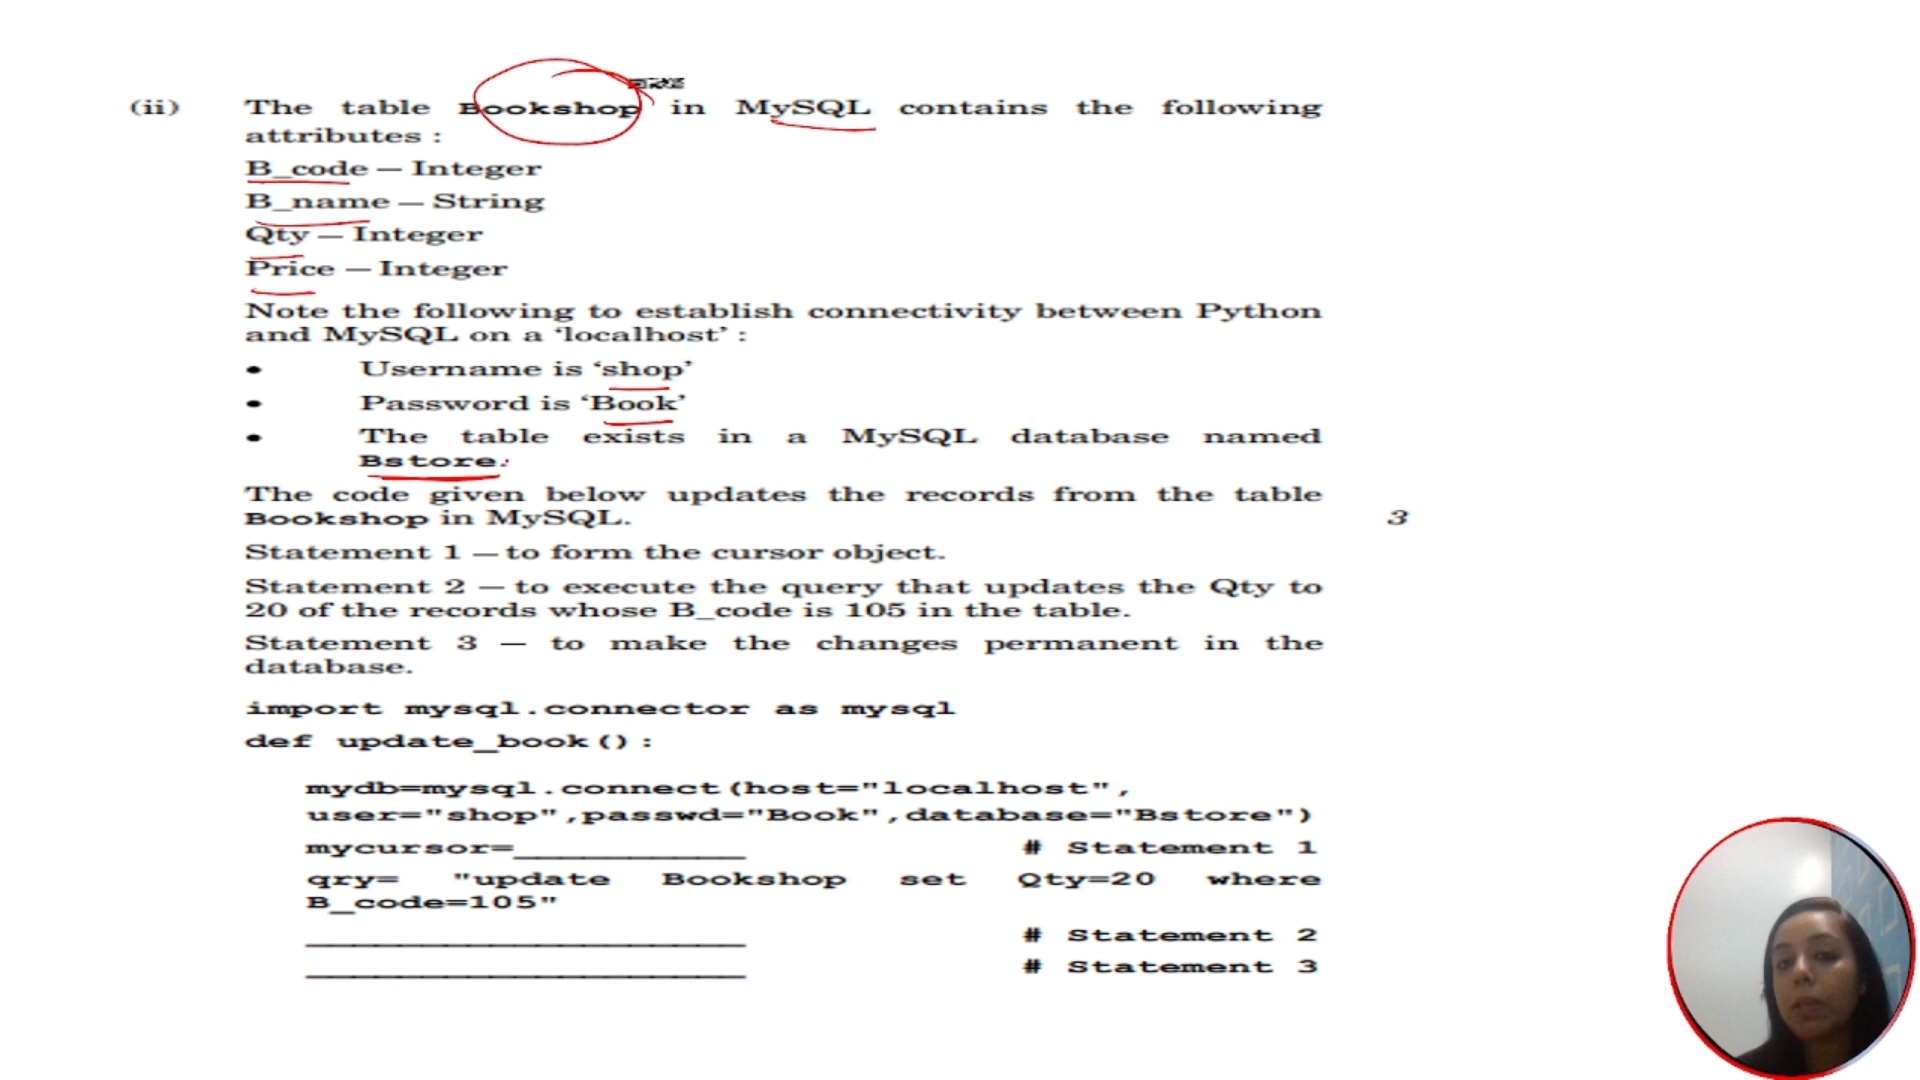 (ii) The table Bookshop in MySQL contains the following
attributes :
B_code — Integer
B_name — String
Qty — Integer
Price — Integer
Note the following to establish connectivity between Python
and MySQL on a ‘localhost’ :
• Username is ‘shop’
• Password is ‘Book’
• The table exists in a MySQL database named
Bstore.
The code given below updates the records from the table
Bookshop in MySQL. 3
Statement 1 — to form the cursor object.
Statement 2 — to execute the query that updates the Qty to
20 of the records whose B_code is 105 in the table.
Statement 3 — to make the changes permanent in the
database.
import mysql.connector as mysql
def update_book():
mydb=mysql.connect(host="localhost",
user="shop",passwd="Book",database="Bstore")
mycursor=___________ # Statement 1
qry= "update Bookshop set Qty=20 where
B_code=105"
_____________________ # Statement 2
_____________________ # Statement 3